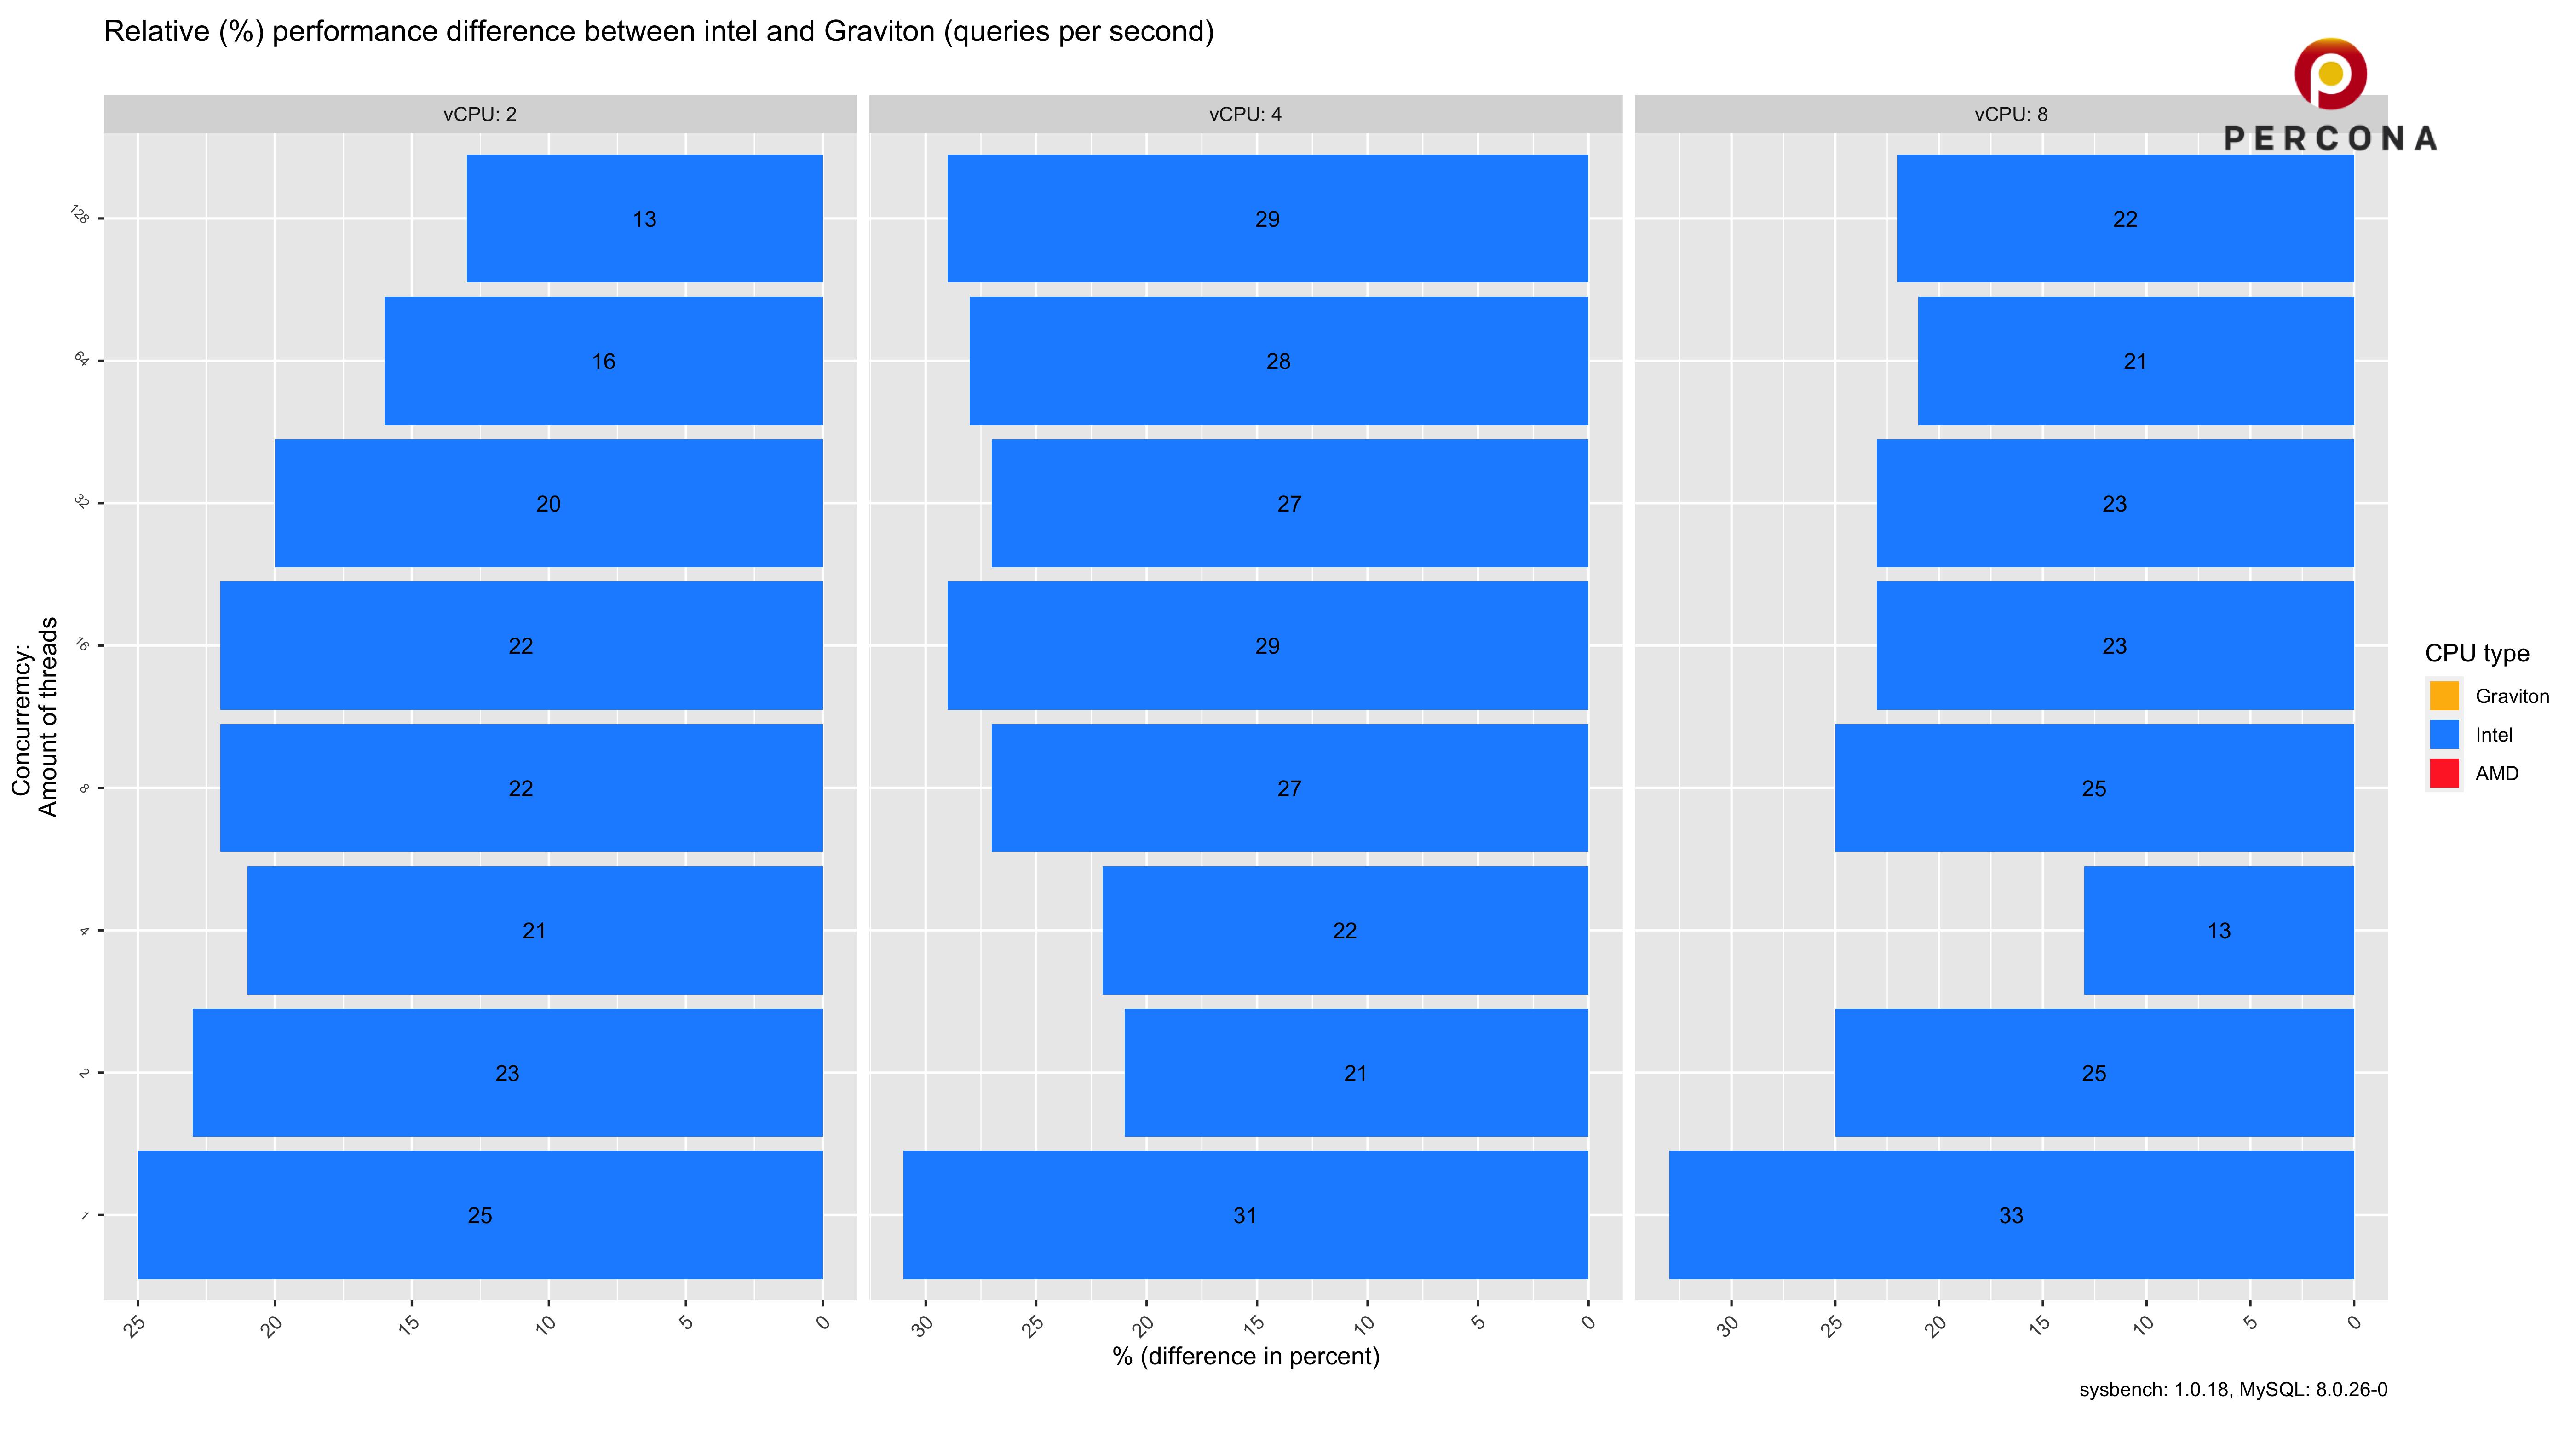 Relative (%) performance difference between intel and Graviton (queries per second)
PERCONA
vCPU: 2
vCPU: 4
vCPU: 8
Concurremcy:
Amount of threads
128
13
29
22
64
16
28
21
32
20
27
23
16
22
29
23
8
22
27
25
4
21
22
13
2
23
21
25
1
25
31
33
25 20 15 10 5 0
30 25 20 15 10 5 0
30 25 20 15 10 5 0
% (difference in percent)
CPU type
Graviton
Intel
AMD
sysbench: 1.0.18, MySQL: 8.0.26-0